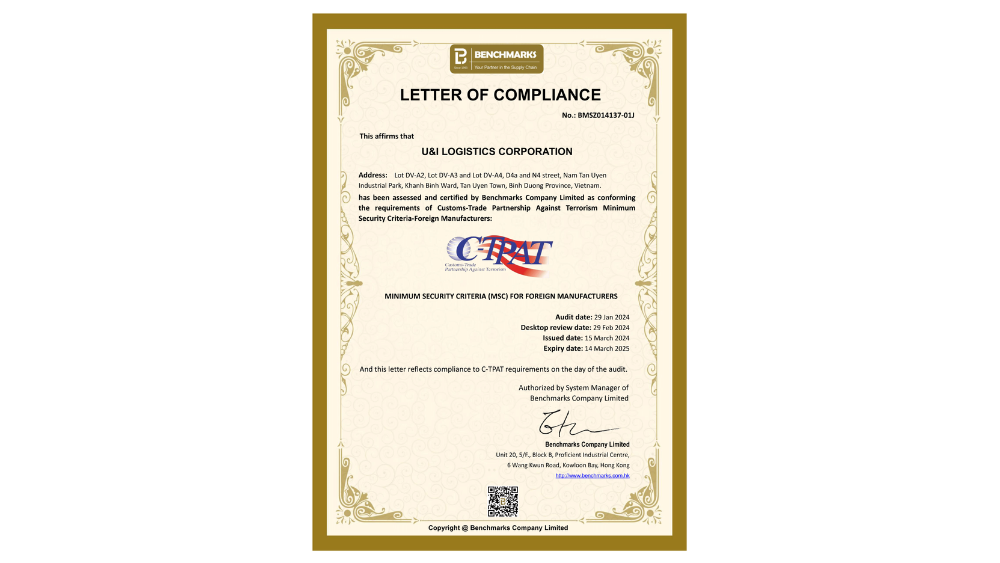 BENCHMARKS
Your Partner in the Supply Chain
LETTER OF COMPLIANCE
No.: BMSZ014137-01J
This affirms that
U&I LOGISTICS CORPORATION
Address: Lot DV-A2, Lot DV-A3 and Lot DV-A4, D4a and N4 street, Nam Tan Uyen
Industrial Park, Khanh Binh Ward, Tan Uyen Town, Binh Duong Province, Vietnam.
has been assessed and certified by Benchmarks Company Limited as conforming
the requirements of Customs-Trade Partnership Against Terrorism Minimum
Security Criteria-Foreign Manufacturers:
C-TPAT
Customs-Trade
Partnership Against Terrorism
MINIMUM SECURITY CRITERIA (MSC) FOR FOREIGN MANUFACTURERS
Audit date: 29 Jan 2024
Desktop review date: 29 Feb 2024
Issued date: 15 March 2024
Expiry date: 14 March 2025
And this letter reflects compliance to C-TPAT requirements on the day of the audit.
Authorized by System Manager of
Benchmarks Company Limited
Benchmarks Company Limited
Unit 20, 5/F., Block B, Proficient Industrial Centre,
6 Wang Kwun Road, Kowloon Bay, Hong Kong
http://www.benchmarks.com.hk
Copyright @ Benchmarks Company Limited